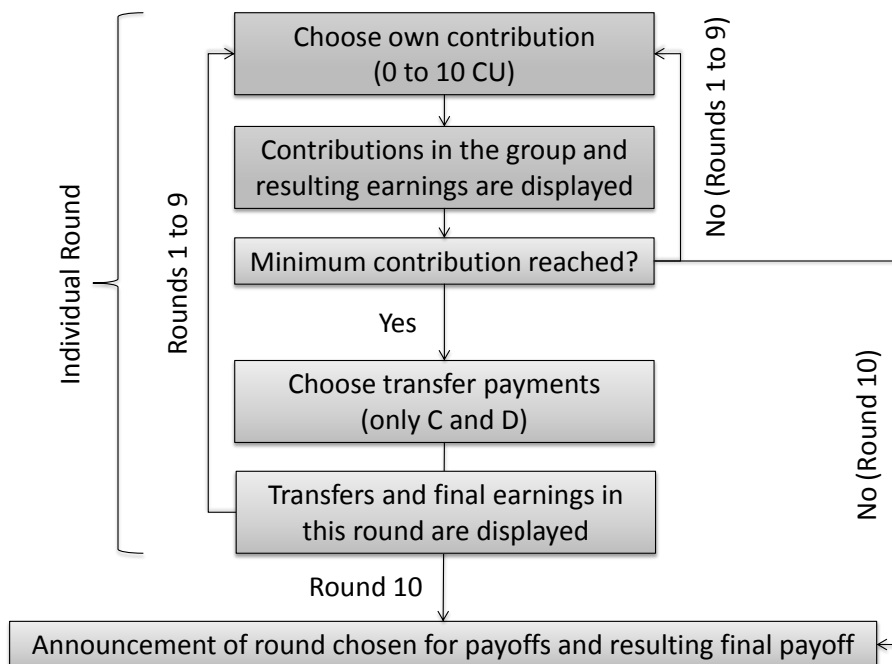 Choose own contribution
(0 to 10 CU)
Contributions in the group and
resulting earnings are displayed
Minimum contribution reached?
No (Rounds 1 to 9)
Individual Round
Rounds 1 to 9
Yes
Choose transfer payments
(only C and D)
No (Round 10)
Transfers and final earnings in
this round are displayed
Round 10
Announcement of round chosen for payoffs and resulting final payoff